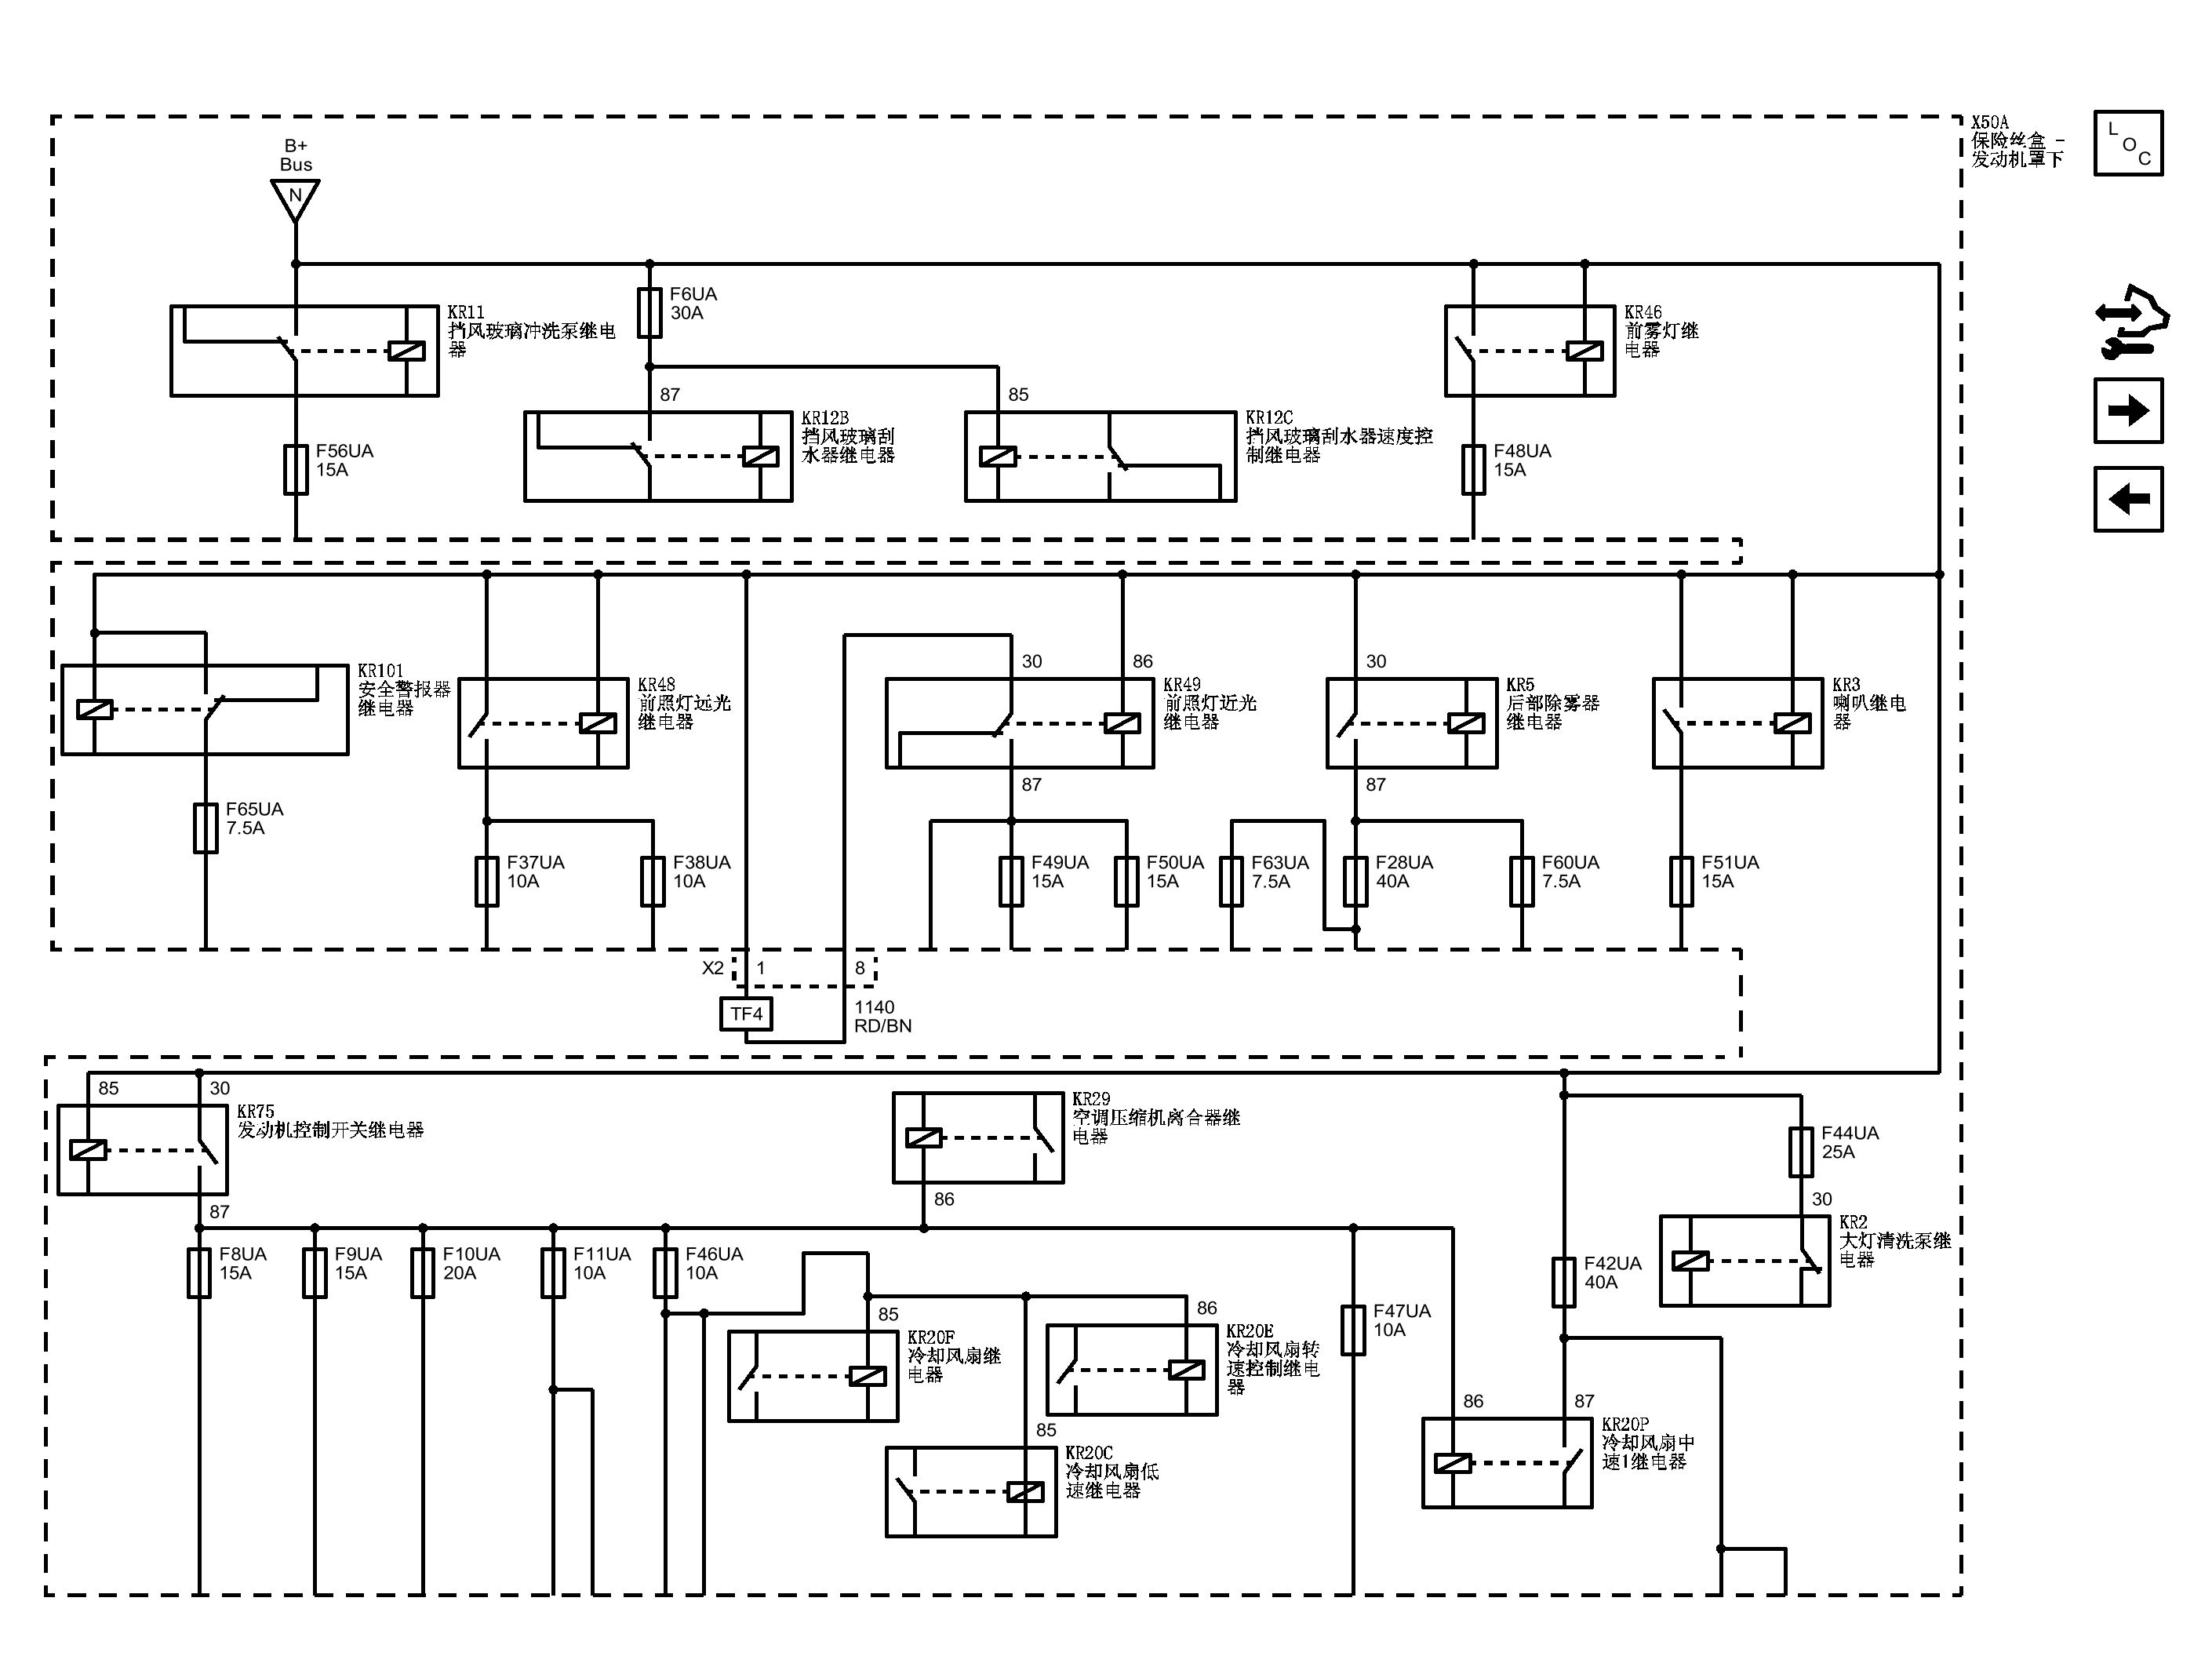 X50A
保险丝盒 -
发动机罩下
L
O
C
B+
Bus
N
KR11
挡风玻璃冲洗泵继电
器
F6UA
30A
KR46
前雾灯继
电器
87
85
KR12B
挡风玻璃刮
水器继电器
KR12C
挡风玻璃刮水器速度控
制继电器
F56UA
15A
F48UA
15A
KR101
安全警报器
继电器
KR48
前照灯远光
继电器
30
86
KR49
前照灯近光
继电器
30
KR5
后部除雾器
继电器
KR3
喇叭继电
器
87
87
F65UA
7.5A
F37UA
10A
F38UA
10A
F49UA
15A
F50UA
15A
F63UA
7.5A
F28UA
40A
F60UA
7.5A
F51UA
15A
X2
1
8
TF4
1140
RD/BN
85
30
KR75
发动机控制开关继电器
KR29
空调压缩机离合器继
电器
F44UA
25A
87
86
30
KR2
大灯清洗泵继
电器
F8UA
15A
F9UA
15A
F10UA
20A
F11UA
10A
F46UA
10A
F42UA
40A
85
KR20F
冷却风扇继
电器
86
KR20E
冷却风扇转
速控制继电
器
F47UA
10A
85
KR20C
冷却风扇低
速继电器
86
87
KR20P
冷却风扇中
速1继电器